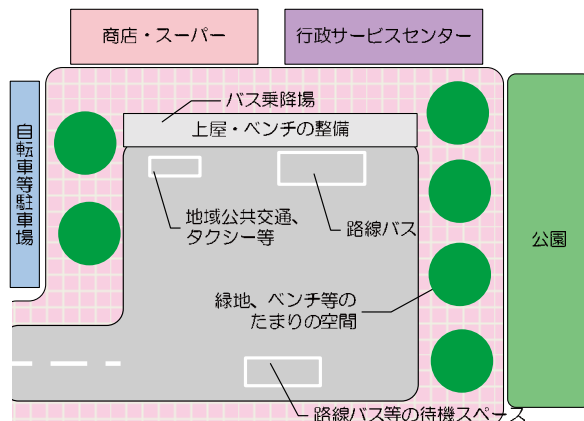 商店・スーパー
行政サービスセンター
バス乗降場
上屋・ベンチの整備
自転車等駐車場
地域公共交通、
タクシー等
路線バス
公園
緑地、ベンチ等の
たまりの空間
路線バス等の待機スペース